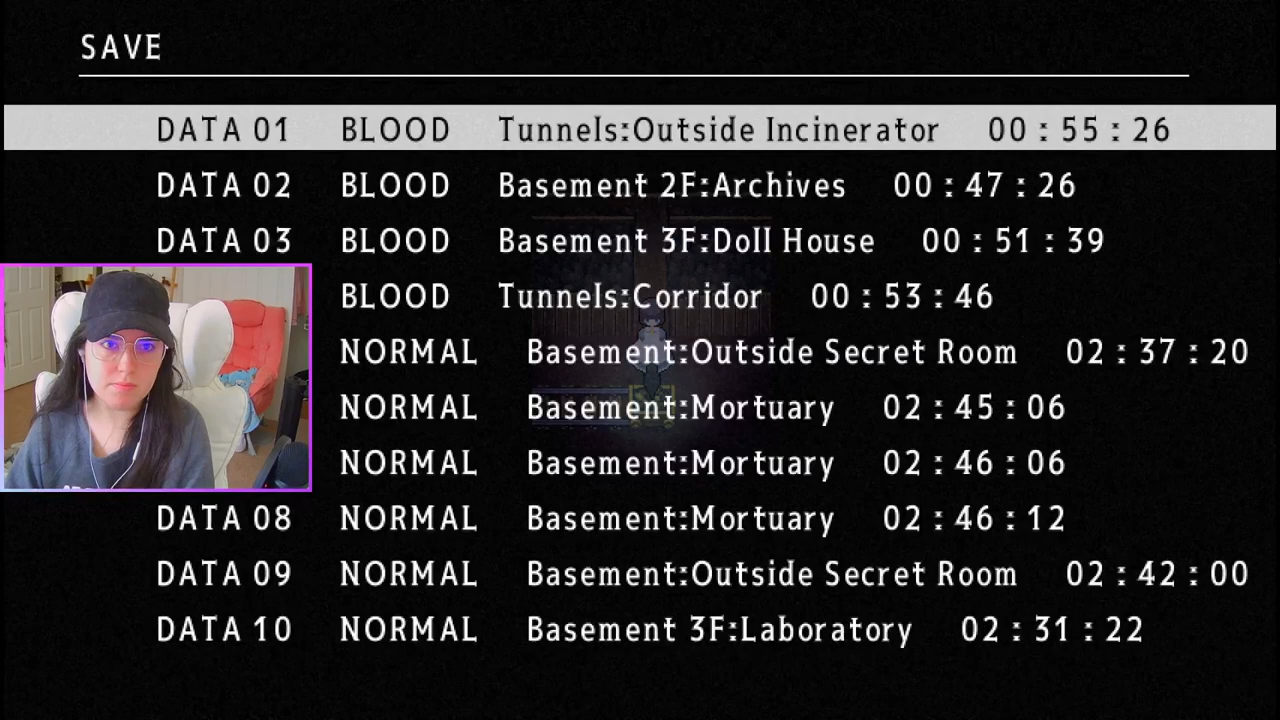 SAVE
DATA 01 BLOOD Tunnels:Outside Incinerator 00:55:26
DATA 02 BLOOD Basement 2F:Archives 00:47:26
DATA 03 BLOOD Basement 3F:Doll House 00:51:39
BLOOD Tunnels:Corridor 00:53:46
NORMAL Basement:Outside Secret Room 02:37:20
NORMAL Basement:Mortuary 02:45:06
NORMAL Basement:Mortuary 02:46:06
DATA 08 NORMAL Basement:Mortuary 02:46:12
DATA 09 NORMAL Basement:Outside Secret Room 02:42:00
DATA 10 NORMAL Basement 3F:Laboratory 02:31:22